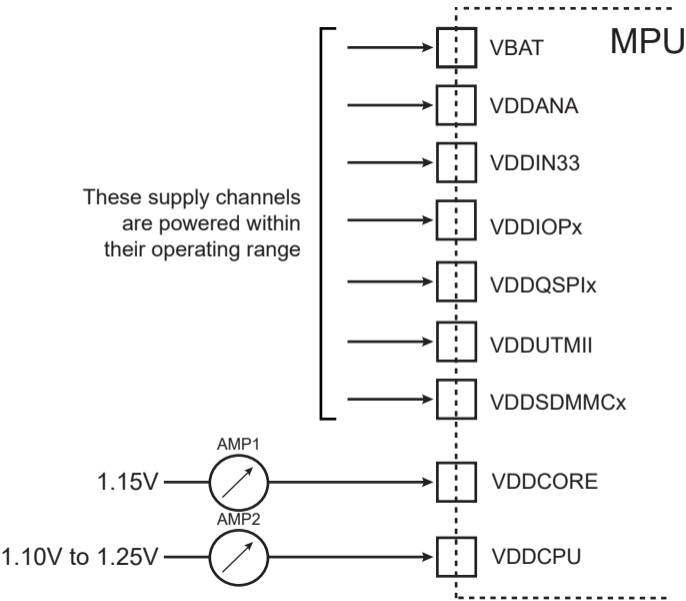 MPU
VBAT
VDDANA
VDDIN33
These supply channels
are powered within
their operating range
VDDIOPx
VDDQSPIx
VDDUTMII
VDDSDMMCx
AMP1
1.15V
VDDCORE
AMP2
1.10V to 1.25V
VDDCPU